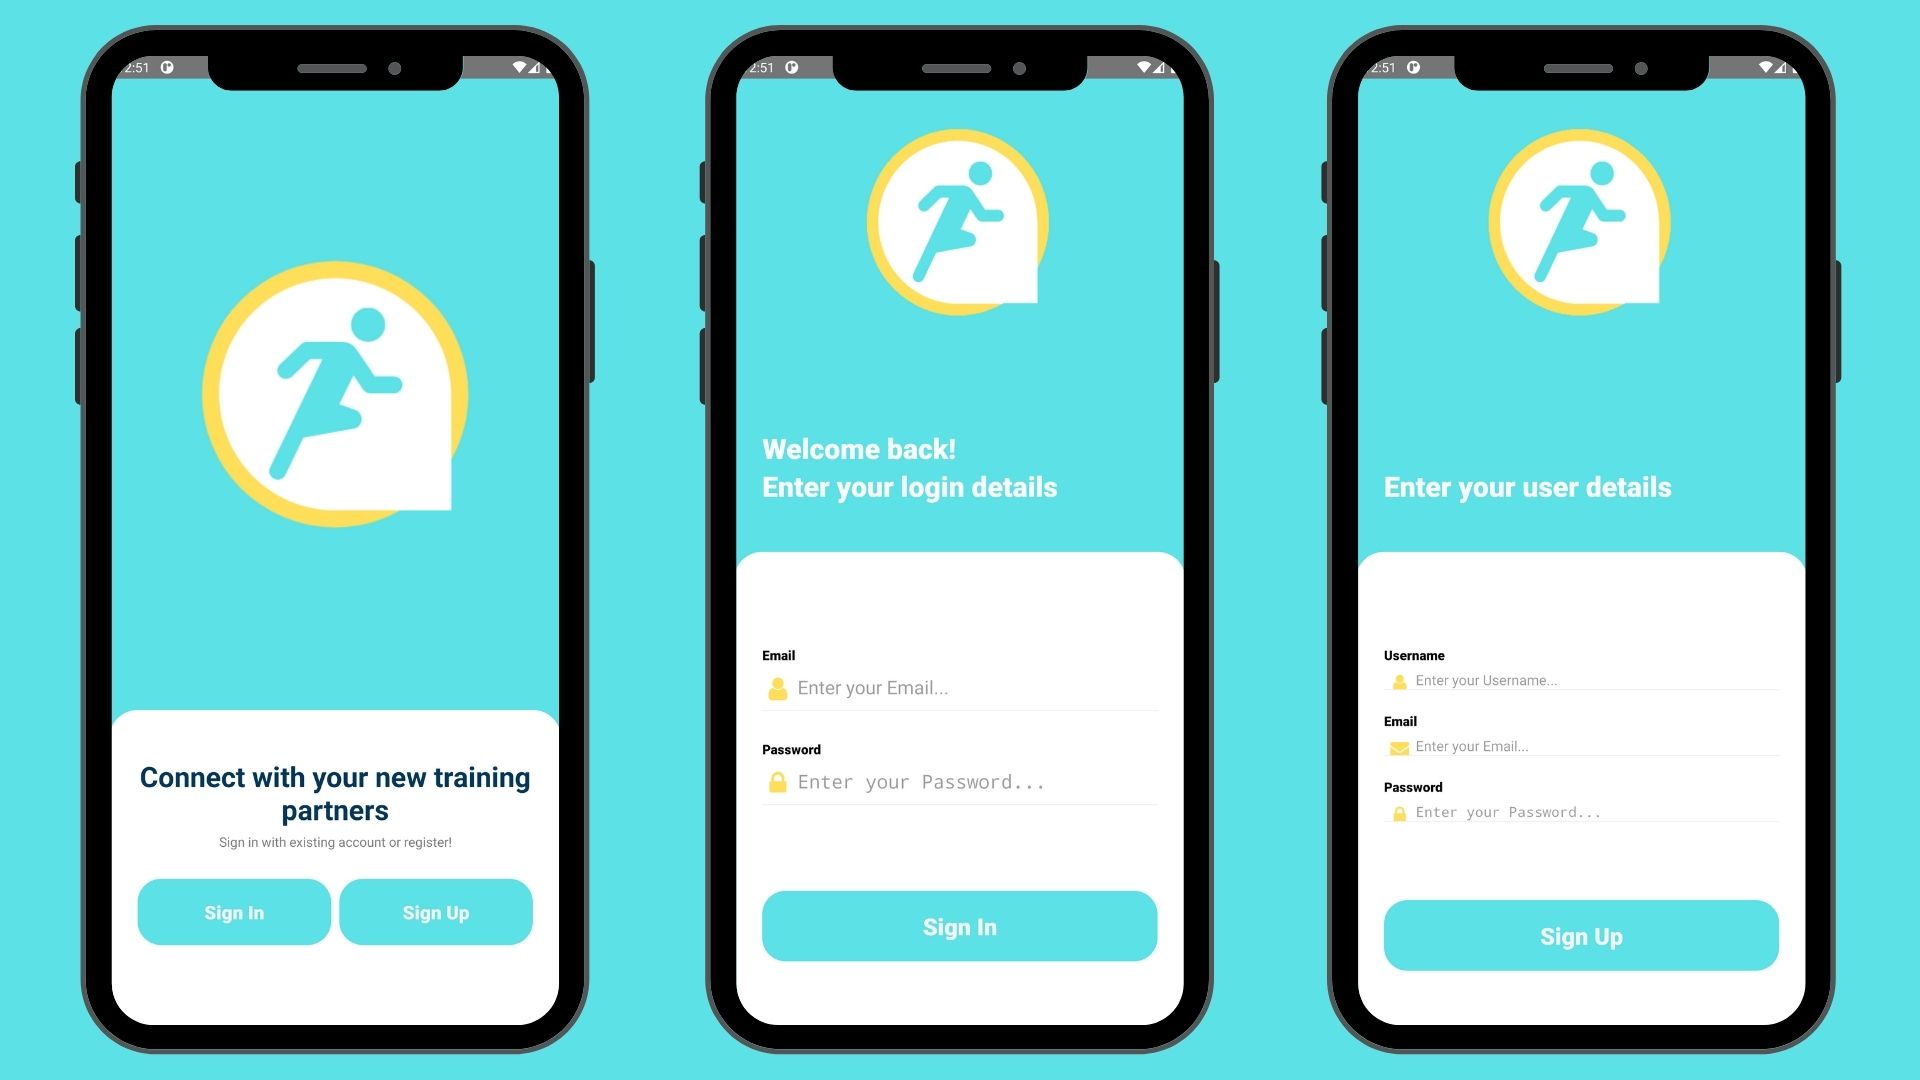 2:51
Connect with your new training
partners
Sign in with existing account or register!
Sign In
Sign Up
2:51
Welcome back!
Enter your login details
Email
Enter your Email...
Password
Enter your Password...
Sign In
2:51
Enter your user details
Username
Enter your Username...
Email
Enter your Email...
Password
Enter your Password...
Sign Up